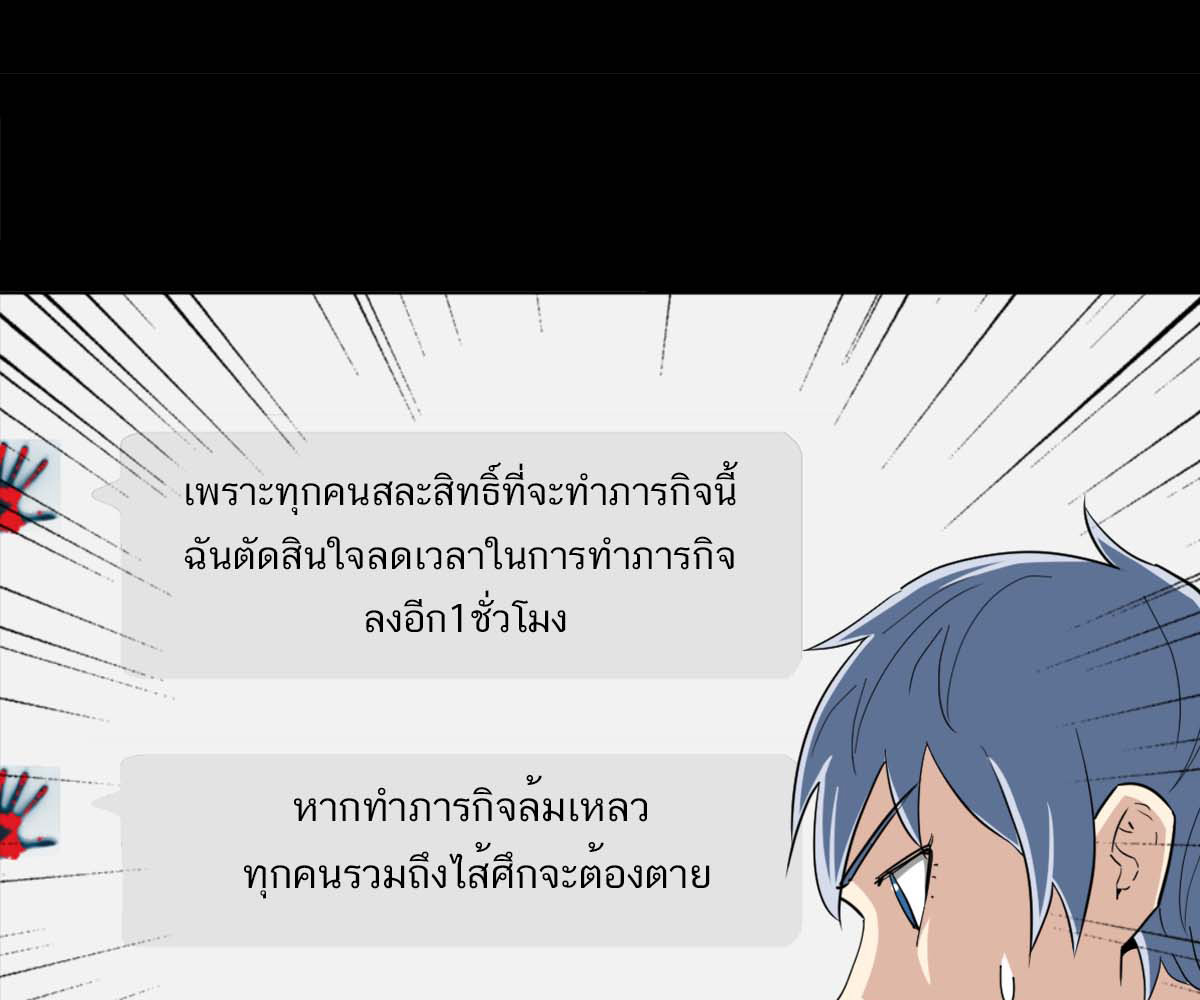 เพราะทุกคนสละสิทธิ์ที่จะทำภารกิจนี้
ฉันตัดสินใจลดเวลาในการทำภารกิจ
ลงอีก1ชั่วโมง
หากทำภารกิจล้มเหลว
ทุกคนรวมถึงไส้ศึกจะต้องตาย